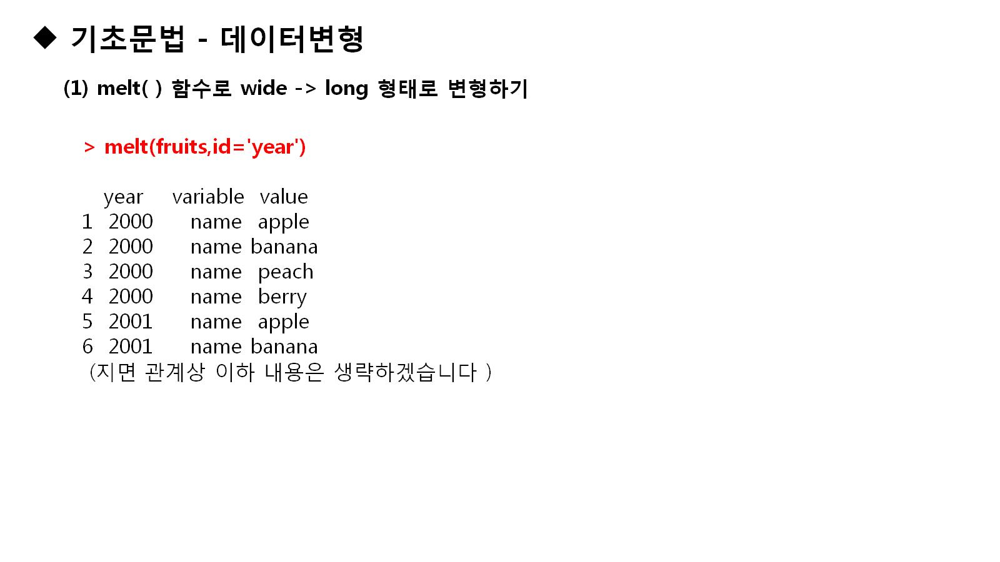 ◆ 기초문법 - 데이터변형
(1) melt( ) 함수로 wide -> long 형태로 변형하기
> melt(fruits,id='year')
year variable value
1 2000 name apple
2 2000 name banana
3 2000 name peach
4 2000 name berry
5 2001 name apple
6 2001 name banana
(지면 관계상 이하 내용은 생략하겠습니다 )